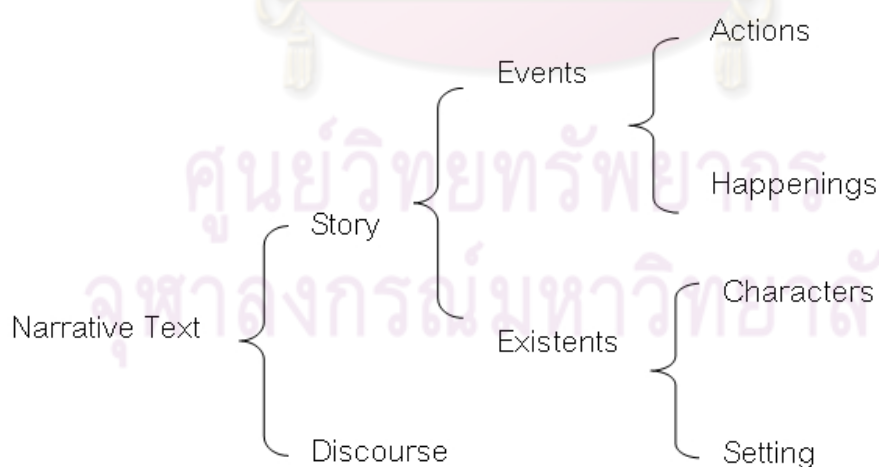 Actions
Events
ศูนย์วิทยทรัพยากร
Happenings
Story
จุฬาลงกรณ์มหาวิทยาลั
Characters
Narrative Text
Existents
Discourse
Setting